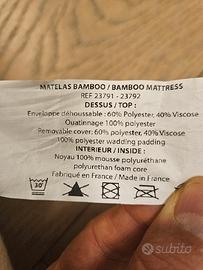 MATELAS BAMBOO / BAMBOO MATTRESS
REF 23791 - 23792
DESSUS / TOP :
Enveloppe déhoussable : 60% Polyester, 40% Viscose
Ouatinnage 100% polyester
Removable cover: 60% polyester, 40% Viscose
100% polyester wadding padding
INTERIEUR / INSIDE :
Noyau 100% mousse polyuréthane
polyurethan foam core
Fabriqué en France / Made in France
30°
subito